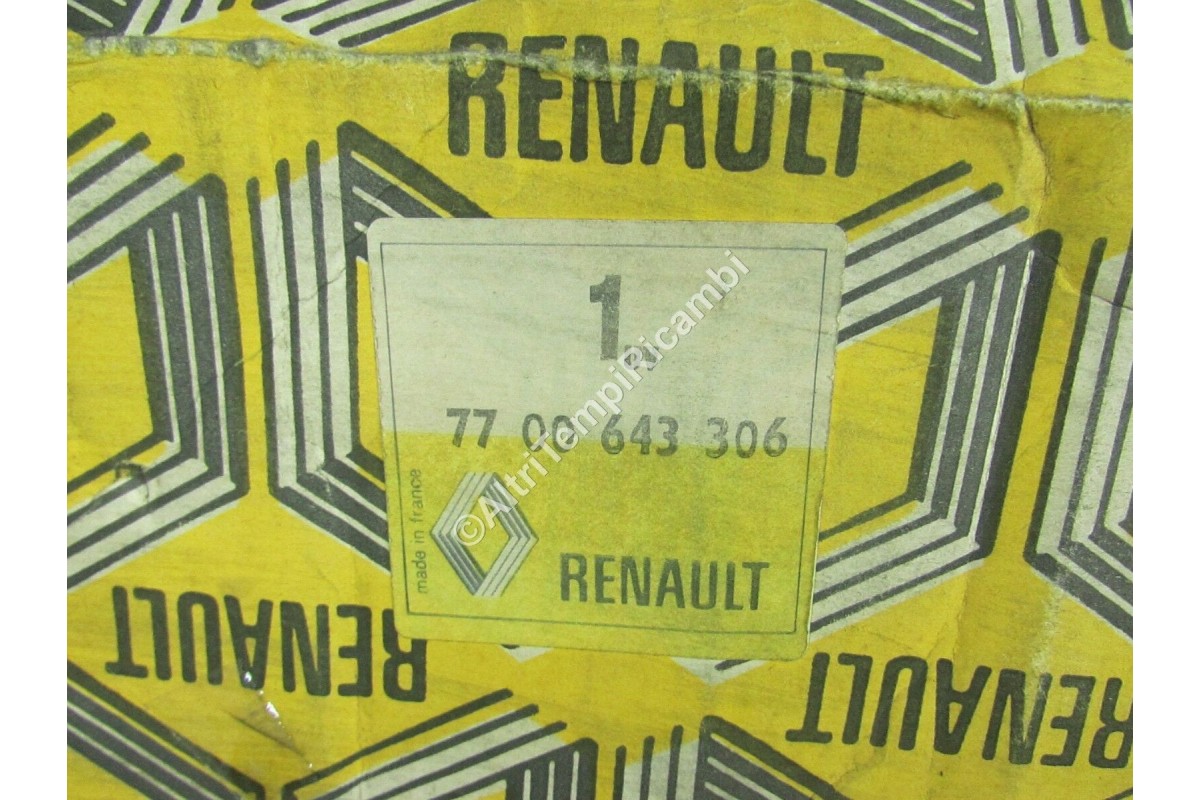 RENAULT
1
77 00 643 306
made in france
©AltriTempiRicambi
RENAULT
RENAULT
RENAULT